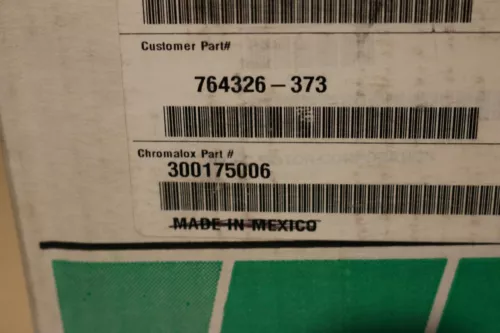 Customer Part#
764326-373
Chromalox Part #
300175006
MADE IN MEXICO